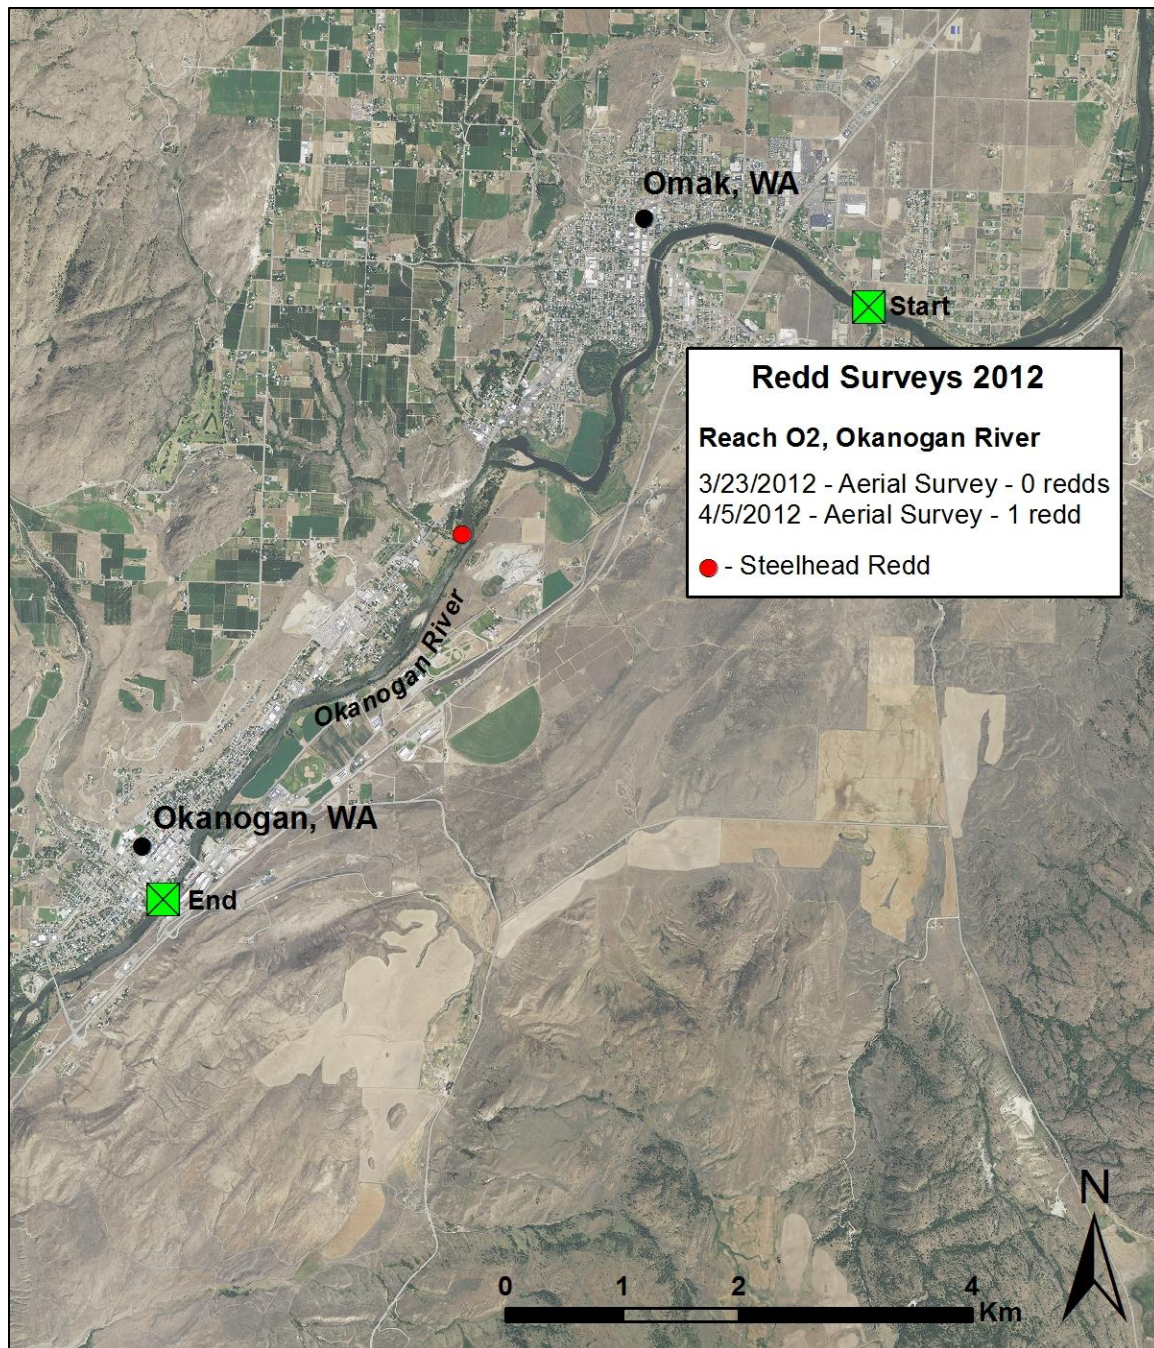 Omak, WA
Start
Redd Surveys 2012
Reach O2, Okanogan River
3/23/2012 - Aerial Survey - 0 redds
4/5/2012 - Aerial Survey - 1 redd
- Steelhead Redd
Okanogan River
Okanogan, WA
End
N
0 1 2 4
Km